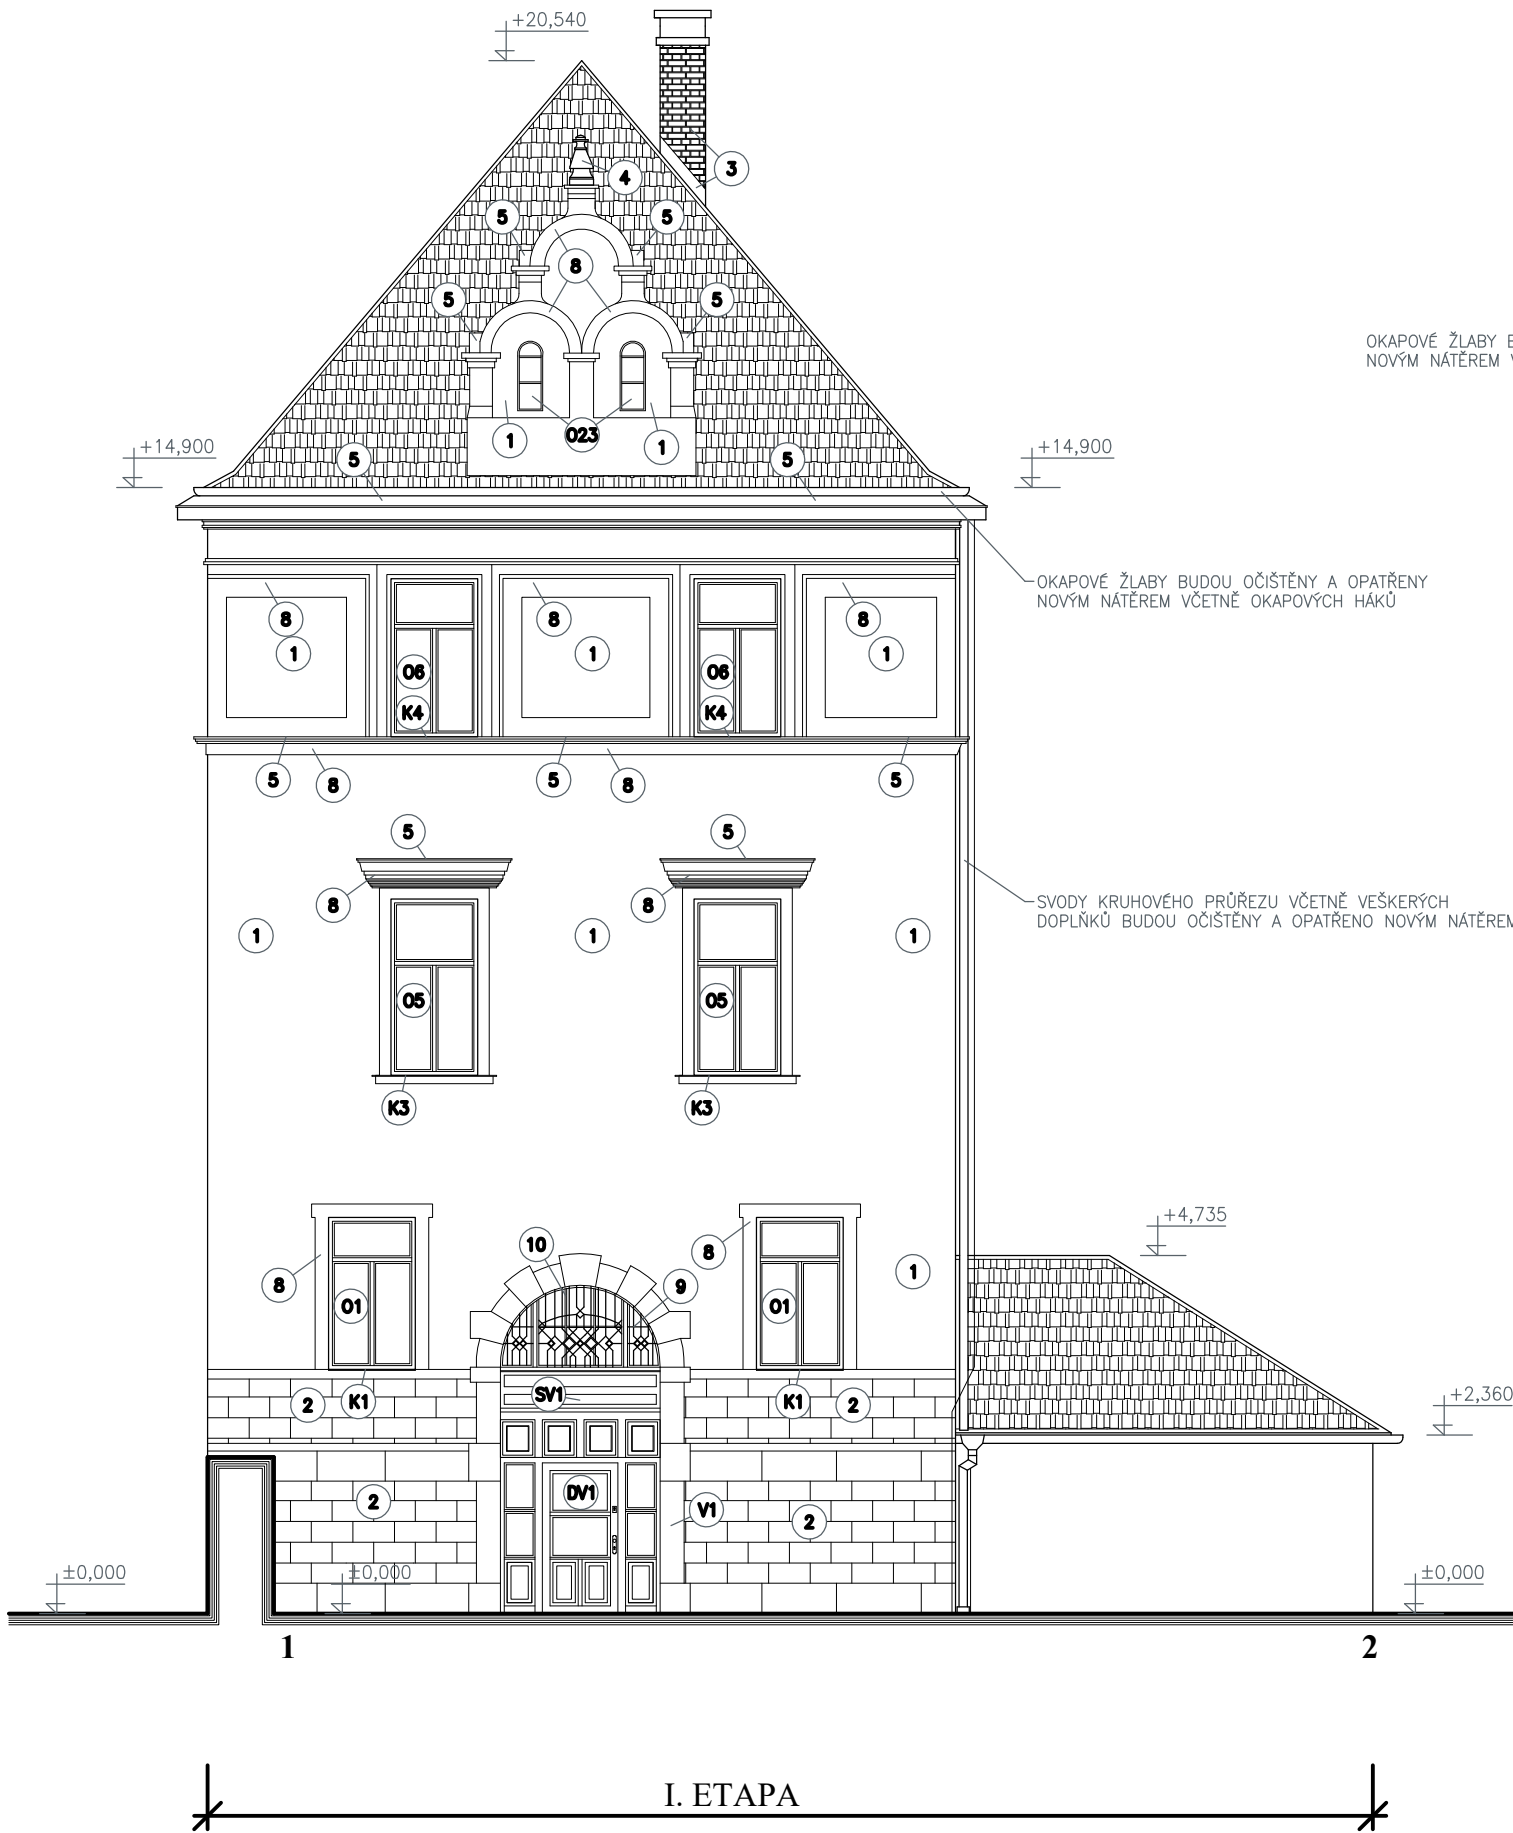 +20,540
3
4
5
5
8
5
5
OKAPOVÉ ŽLABY
NOVÝM NÁTĚREM
1
O23
1
+14,900
+14,900
5
5
OKAPOVÉ ŽLABY BUDOU OČIŠTĚNY A OPATŘENY
NOVÝM NÁTĚREM VČETNĚ OKAPOVÝCH HÁKŮ
8
8
8
1
1
1
O6
O6
K4
K4
5
8
5
8
5
5
5
8
8
SVODY KRUHOVÉHO PRŮŘEZU VČETNĚ VEŠKERÝCH
DOPLŇKŮ BUDOU OČIŠTĚNY A OPATŘENO NOVÝM NÁTĚREM
1
1
1
O5
O5
K3
K3
+4,735
10
8
1
8
9
O1
O1
K1
SV1
K1
2
2
+2,360
2
DV1
V1
2
±0,000
±0,000
±0,000
1
2
I. ETAPA